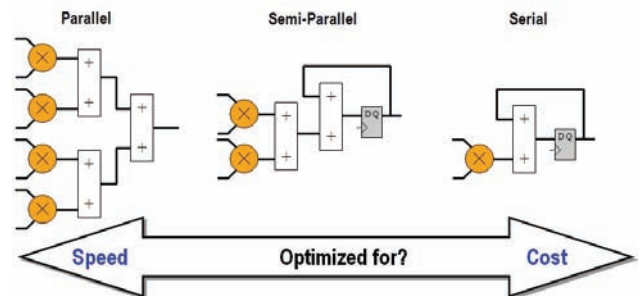 Parallel Semi-Parallel Serial
× + + × + × + + D Q × + D Q
× + × + + × + +
×
×
Speed Optimized for? Cost